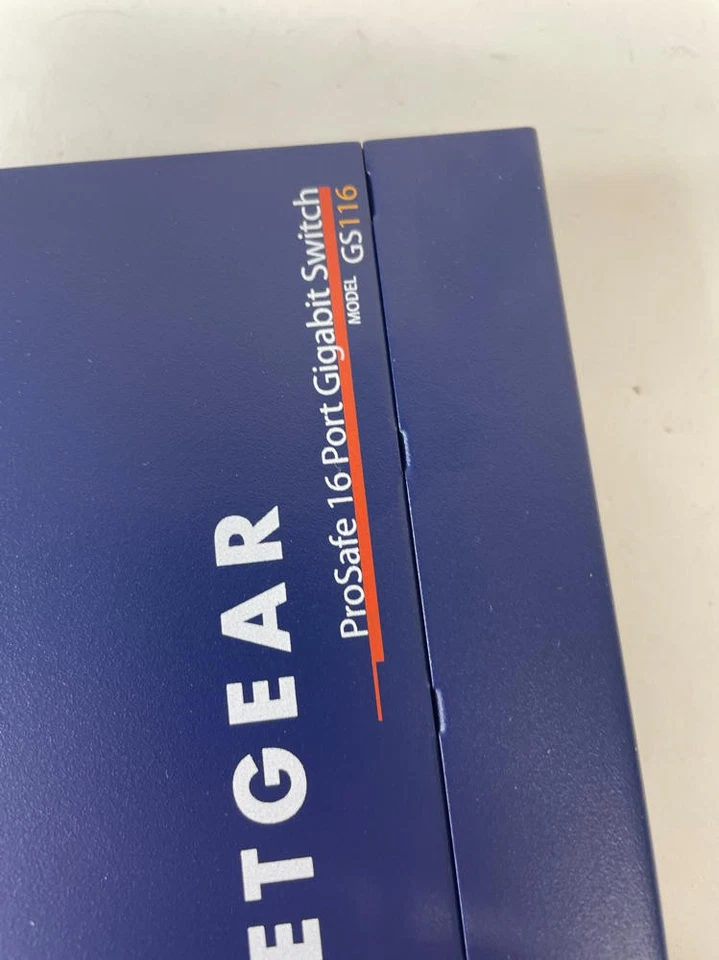 ETGEAR
ProSafe 16 Port Gigabit Switch
MODEL GS116